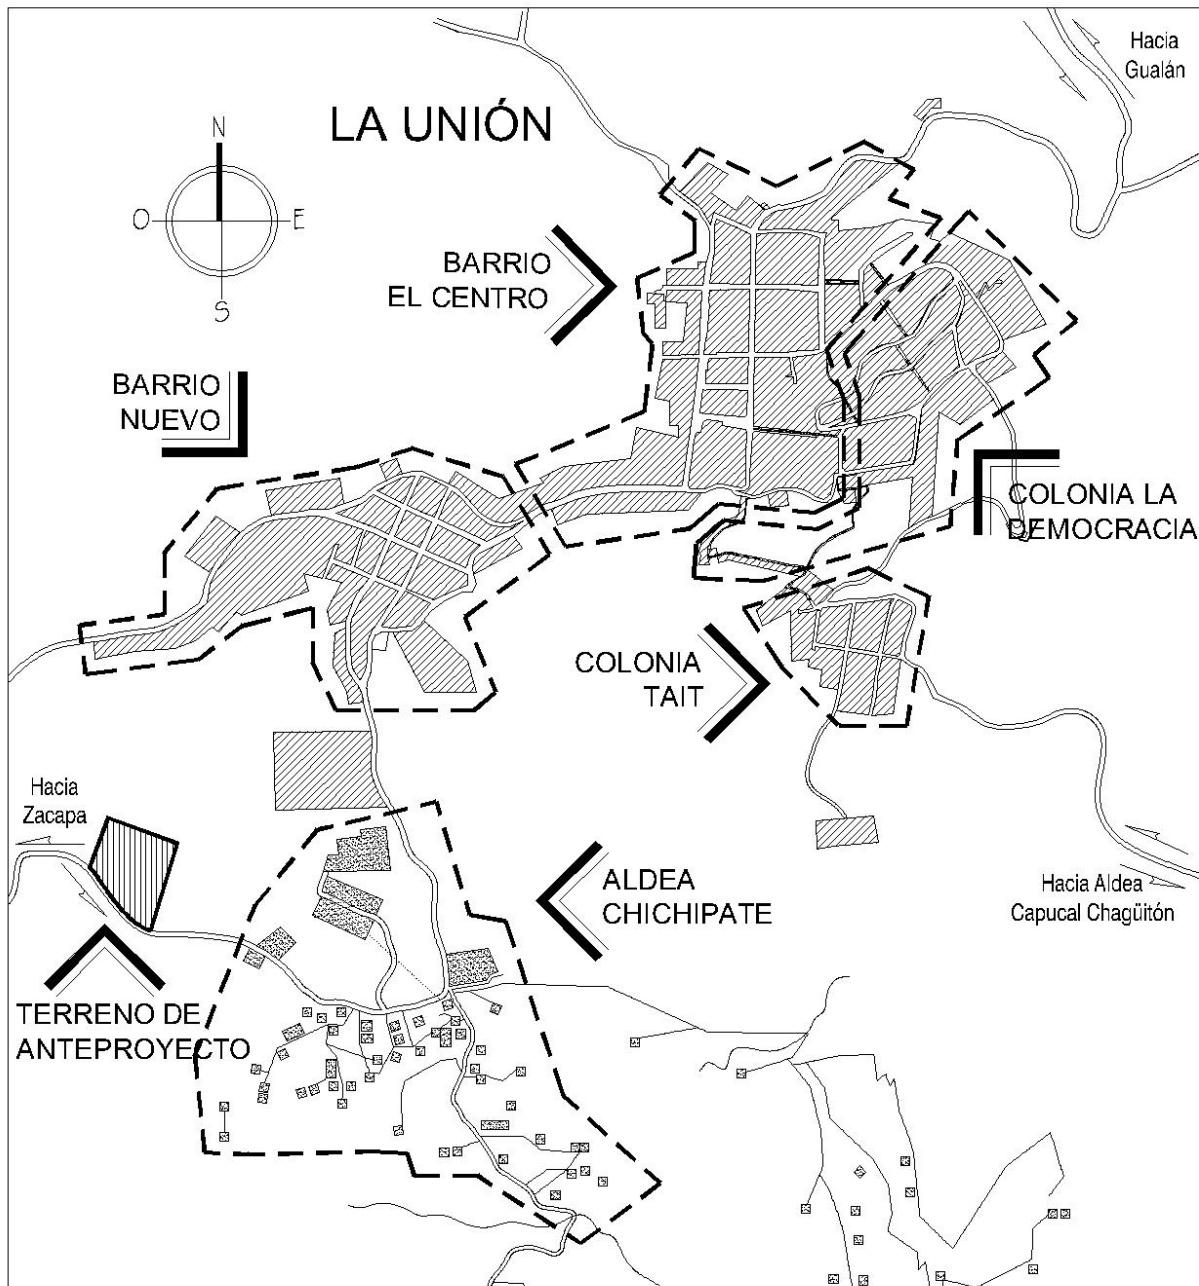 Hacia
Gualán
LA UNIÓN
N
O
E
S
BARRIO
EL CENTRO
BARRIO
NUEVO
COLONIA LA
DEMOCRACIA
COLONIA
TAIT
Hacia
Zacapa
ALDEA
CHICHIPATE
Hacia Aldea
Capucal Chagüitón
TERRENO DE
ANTEPROYECTO